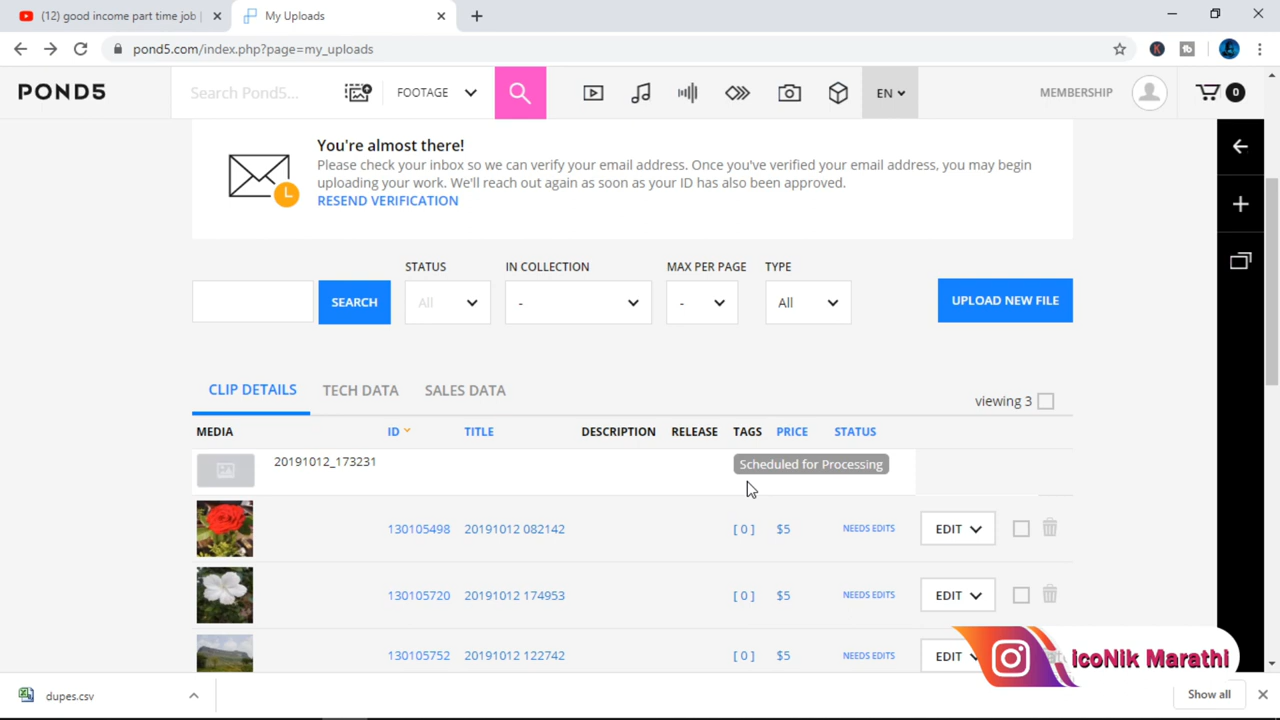 (12) good income part time job |
My Uploads
pond5.com/index.php?page=my_uploads
POND5
Search Pond5...
FOOTAGE
EN
MEMBERSHIP
0
You're almost there!
Please check your inbox so we can verify your email address. Once you've verified your email address, you may begin
uploading your work. We'll reach out again as soon as your ID has also been approved.
RESEND VERIFICATION
STATUS
IN COLLECTION
MAX PER PAGE
TYPE
SEARCH
All
-
-
All
UPLOAD NEW FILE
CLIP DETAILS
TECH DATA
SALES DATA
viewing 3
MEDIA
ID
TITLE
DESCRIPTION
RELEASE
TAGS
PRICE
STATUS
20191012_173231
Scheduled for Processing
130105498
20191012 082142
[ 0 ]
$5
NEEDS EDITS
EDIT
130105720
20191012 174953
[ 0 ]
$5
NEEDS EDITS
EDIT
130105752
20191012 122742
[ 0 ]
$5
NEEDS EDITS
EDIT
icoNik Marathi
dupes.csv
Show all